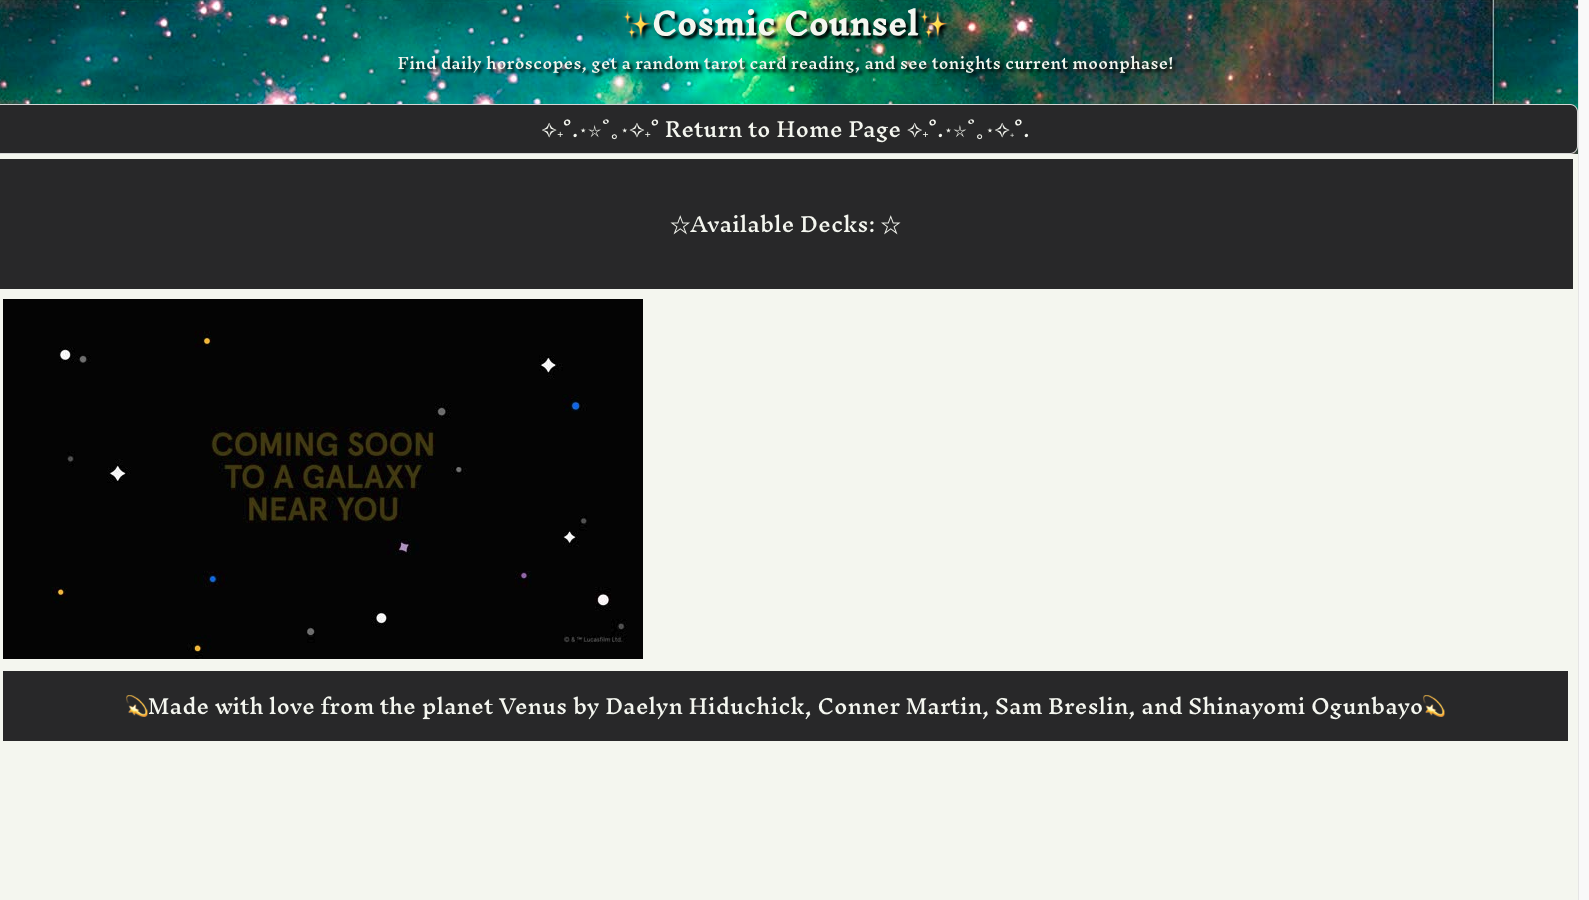 ✨Cosmic Counsel✨
Find daily horoscopes, get a random tarot card reading, and see tonights current moonphase!
✧˖°.⋆⭒˚｡⋆✧˖° Return to Home Page ✧˖°.⋆⭒˚｡⋆✧˖°.
☆Available Decks: ☆
COMING SOON
TO A GALAXY
NEAR YOU
© & ™ Lucasfilm Ltd.
💫Made with love from the planet Venus by Daelyn Hiduchick, Conner Martin, Sam Breslin, and Shinayomi Ogunbayo💫